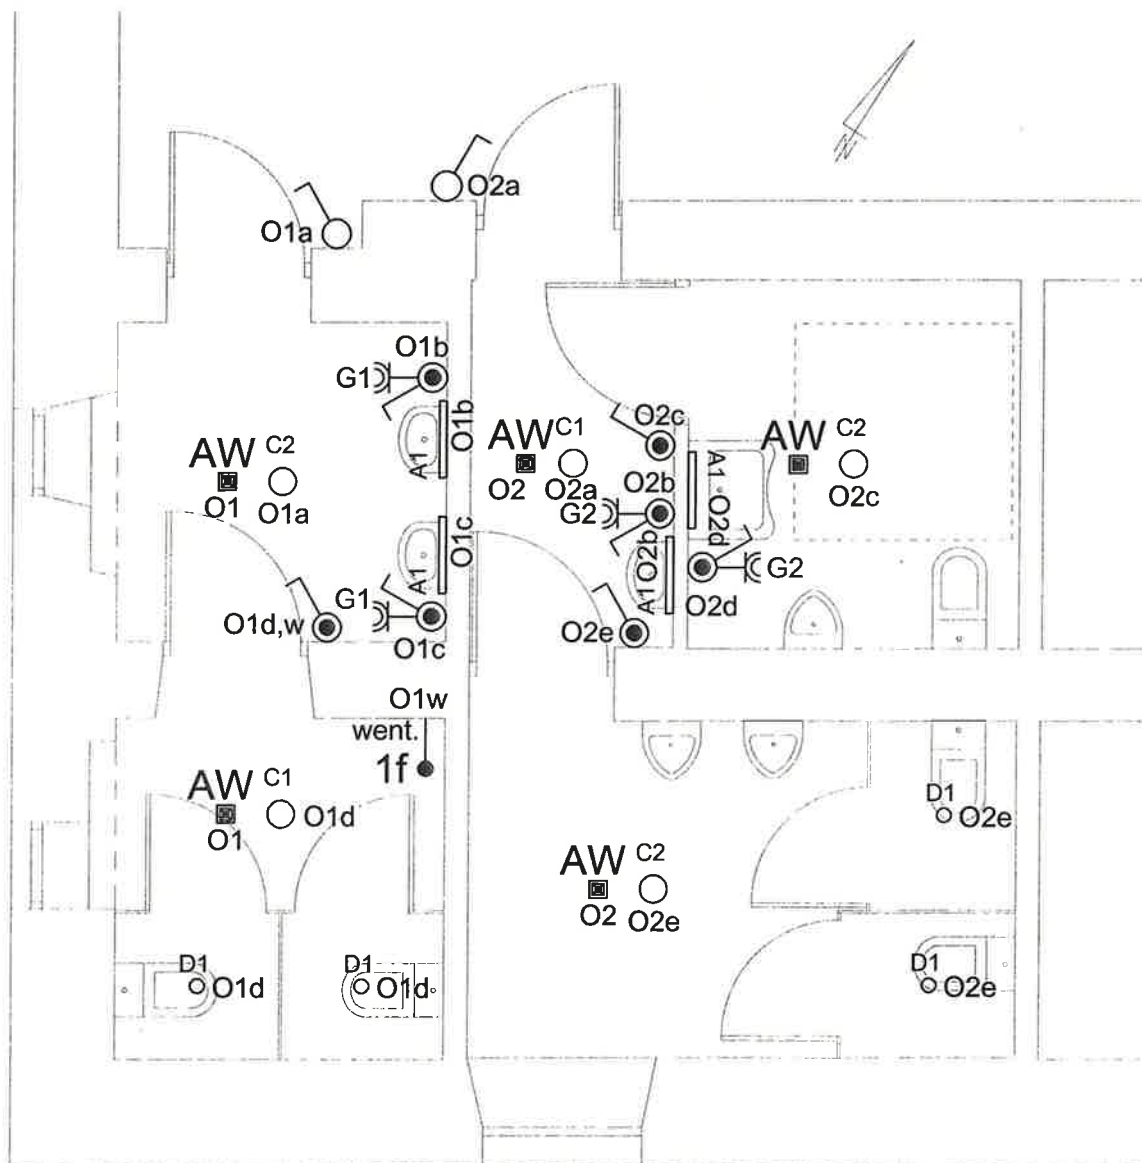 N
O2a
O1a
O1b
G1
O1b
A1
O2c
AW C1
O2
O2a
AW C2
O1
O1a
O2b
G2
A1
O2d
AW C2
O2c
O1c
A1
G1
O1c
O1d,w
O2b
A1
G2
O2d
O2e
O1w
went.
1f
AW C1
O1
O1d
D1
O2e
AW C2
O2
O2e
D1
O1d
D1
O1d
D1
O2e